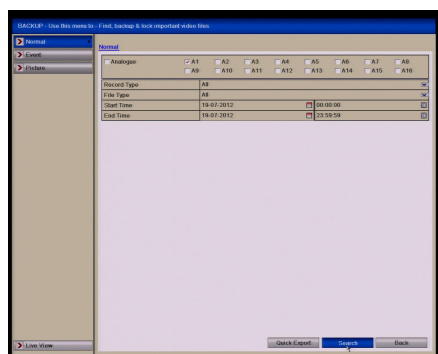 BACKUP - Use this menu to - Find, backup & lock important video files
Normal
Event
Picture
Normal
Analogue A1 A2 A3 A4 A5 A6 A7 A8
A9 A10 A11 A12 A13 A14 A15 A16
Record Type All
File Type All
Start Time 19-07-2012 00:00:00
End Time 19-07-2012 23:59:59
Quick Export Search Back
Live View